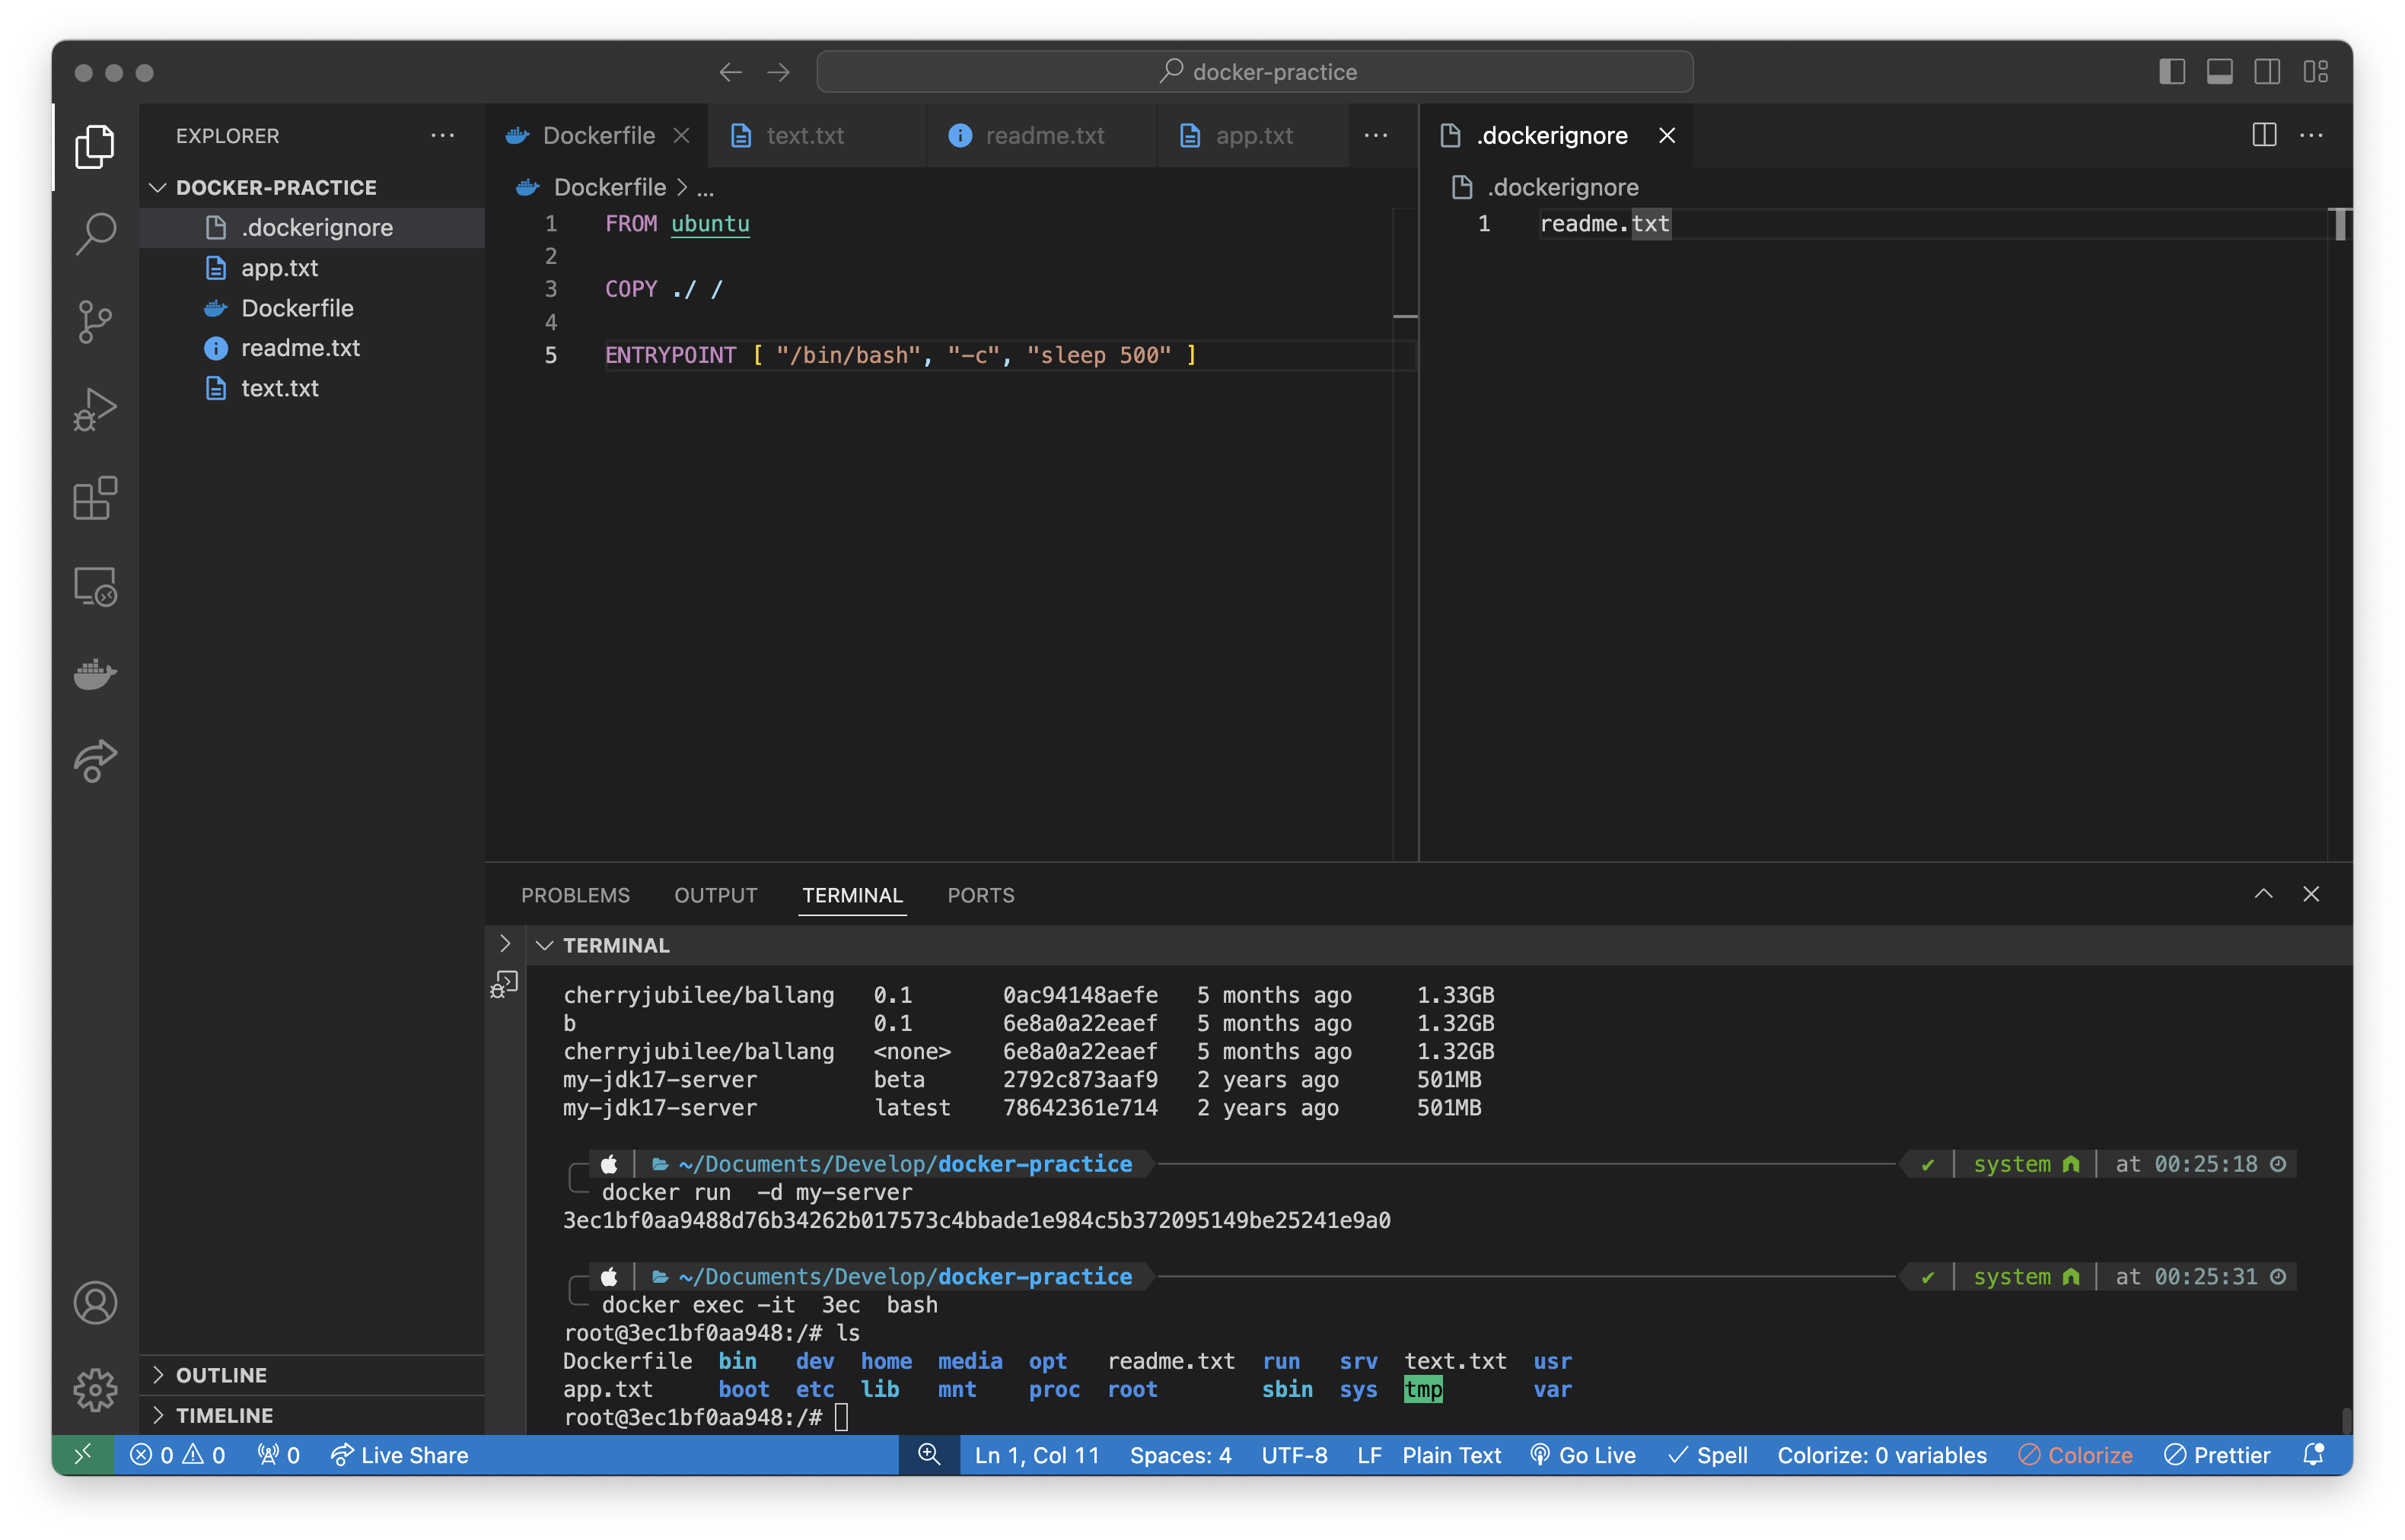 docker-practice
EXPLORER
DOCKER-PRACTICE
.dockerignore
app.txt
Dockerfile
readme.txt
text.txt
OUTLINE
TIMELINE
Dockerfile
text.txt
readme.txt
app.txt
Dockerfile > ...
1 FROM ubuntu
2
3 COPY ./ /
4
5 ENTRYPOINT [ "/bin/bash", "-c", "sleep 500" ]
.dockerignore
.dockerignore
1 readme.txt
PROBLEMS OUTPUT TERMINAL PORTS
TERMINAL
cherryjubilee/ballang 0.1 0ac94148aefe 5 months ago 1.33GB
b 0.1 6e8a0a22eaef 5 months ago 1.32GB
cherryjubilee/ballang <none> 6e8a0a22eaef 5 months ago 1.32GB
my-jdk17-server beta 2792c873aaf9 2 years ago 501MB
my-jdk17-server latest 78642361e714 2 years ago 501MB
~/Documents/Develop/docker-practice system at 00:25:18
docker run -d my-server
3ec1bf0aa9488d76b34262b017573c4bbade1e984c5b372095149be25241e9a0
~/Documents/Develop/docker-practice system at 00:25:31
docker exec -it 3ec bash
root@3ec1bf0aa948:/# ls
Dockerfile bin dev home media opt readme.txt run srv text.txt usr
app.txt boot etc lib mnt proc root sbin sys tmp var
root@3ec1bf0aa948:/#
0 0 0 Live Share Ln 1, Col 11 Spaces: 4 UTF-8 LF Plain Text Go Live Spell Colorize: 0 variables Colorize Prettier